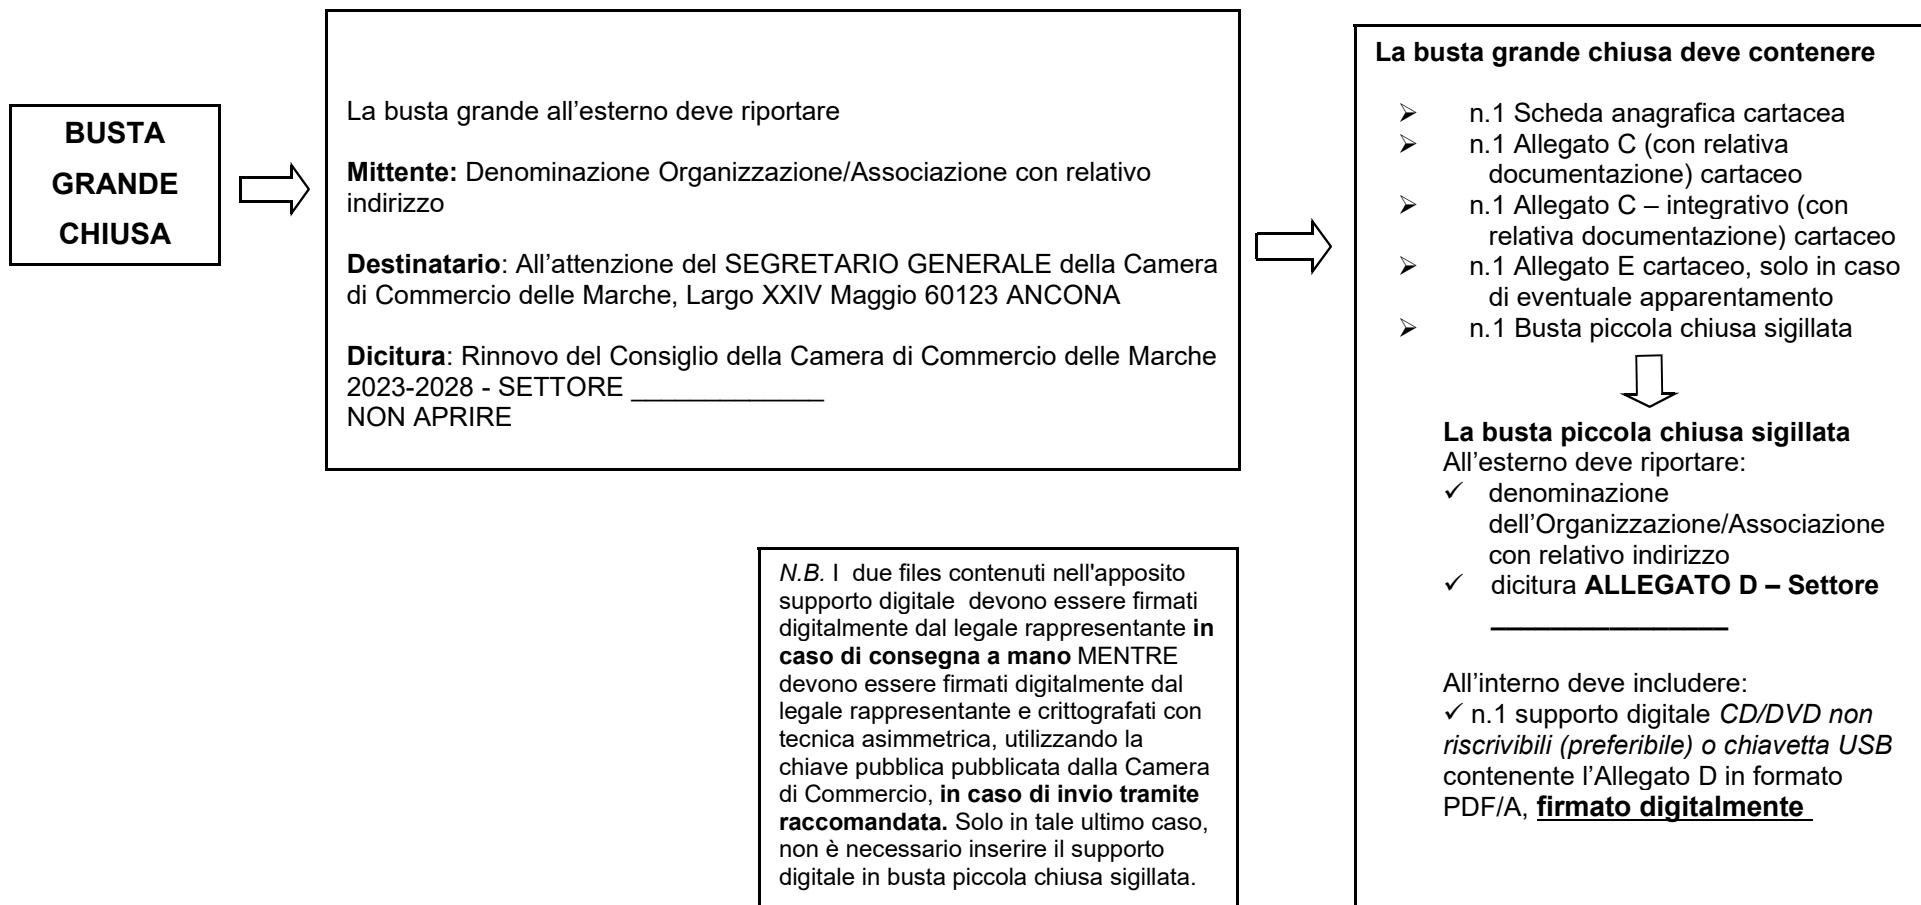 BUSTA
GRANDE
CHIUSA
La busta grande all’esterno deve riportare
Mittente: Denominazione Organizzazione/Associazione con relativo
indirizzo
Destinatario: All’attenzione del SEGRETARIO GENERALE della Camera
di Commercio delle Marche, Largo XXIV Maggio 60123 ANCONA
Dicitura: Rinnovo del Consiglio della Camera di Commercio delle Marche
2023-2028 - SETTORE _____________
NON APRIRE
La busta grande chiusa deve contenere
➢ n.1 Scheda anagrafica cartacea
➢ n.1 Allegato C (con relativa
documentazione) cartaceo
➢ n.1 Allegato C – integrativo (con
relativa documentazione) cartaceo
➢ n.1 Allegato E cartaceo, solo in caso
di eventuale apparentamento
➢ n.1 Busta piccola chiusa sigillata
La busta piccola chiusa sigillata
All’esterno deve riportare:
✓ denominazione
dell’Organizzazione/Associazione
con relativo indirizzo
✓ dicitura ALLEGATO D – Settore
________________
All’interno deve includere:
✓ n.1 supporto digitale CD/DVD non
riscrivibili (preferibile) o chiavetta USB
contenente l’Allegato D in formato
PDF/A, firmato digitalmente
N.B. I due files contenuti nell'apposito
supporto digitale devono essere firmati
digitalmente dal legale rappresentante in
caso di consegna a mano MENTRE
devono essere firmati digitalmente dal
legale rappresentante e crittografati con
tecnica asimmetrica, utilizzando la
chiave pubblica pubblicata dalla Camera
di Commercio, in caso di invio tramite
raccomandata. Solo in tale ultimo caso,
non è necessario inserire il supporto
digitale in busta piccola chiusa sigillata.